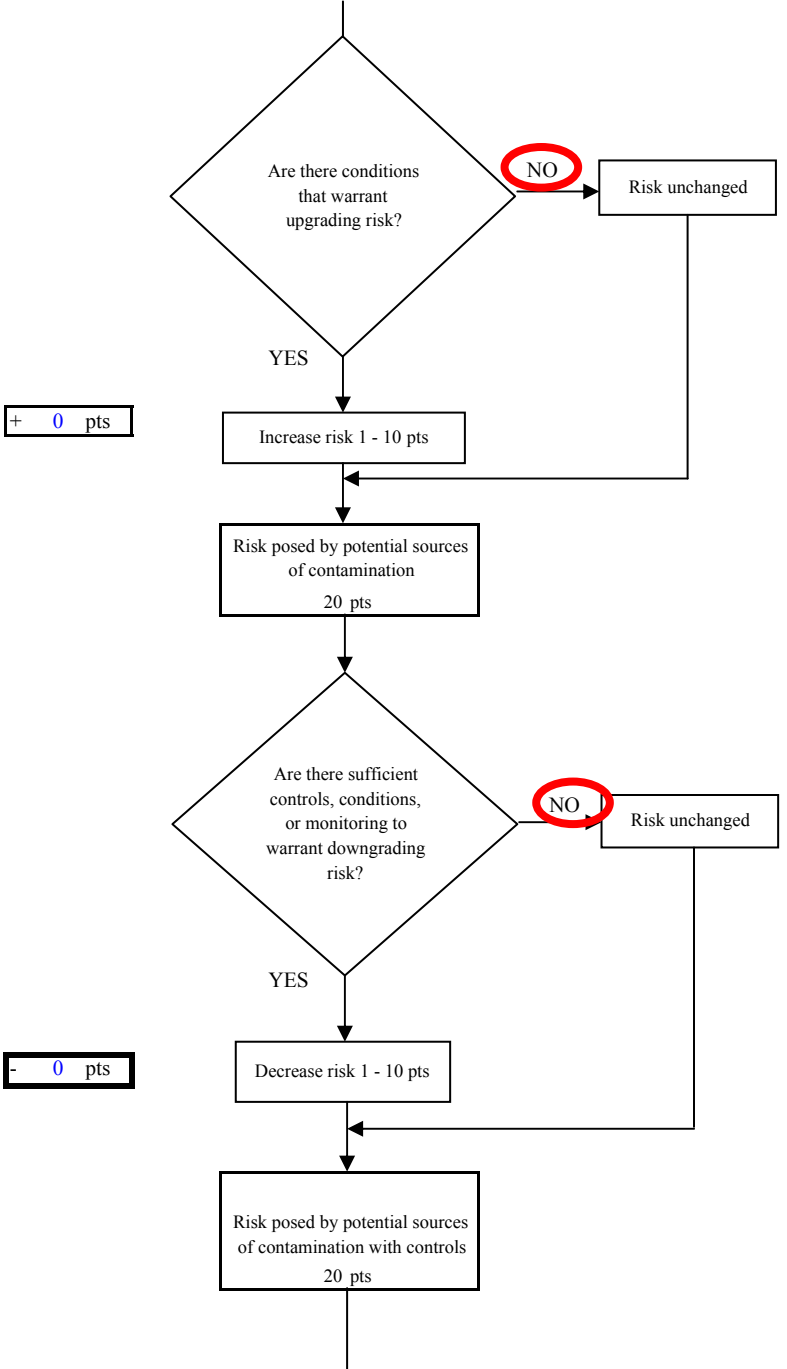 Are there conditions
that warrant
upgrading risk?
NO
Risk unchanged
YES
+ 0 pts
Increase risk 1 - 10 pts
Risk posed by potential sources
of contamination
20 pts
Are there sufficient
controls, conditions,
or monitoring to
warrant downgrading
risk?
NO
Risk unchanged
YES
- 0 pts
Decrease risk 1 - 10 pts
Risk posed by potential sources
of contamination with controls
20 pts